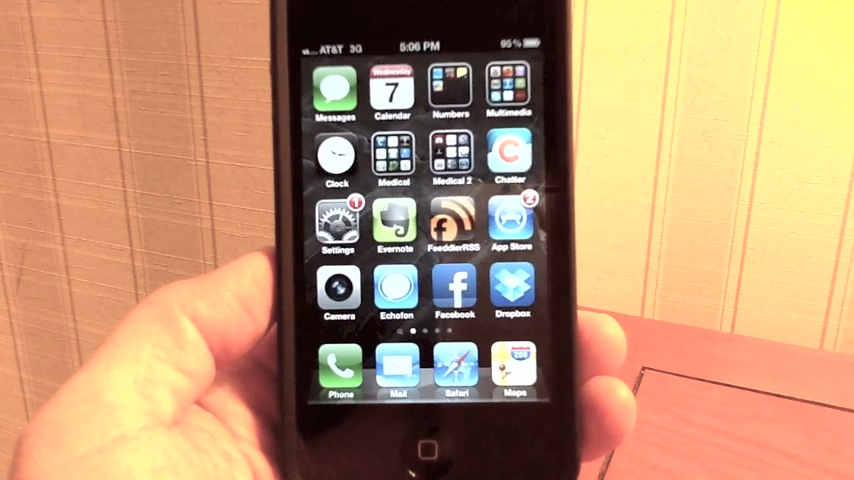 AT&T 3G 5:06 PM 95%
Wednesday
7
Messages Calendar Numbers Multimedia
Clock Medical Medical 2 Chatter
1 2
Settings Evernote FeeddlerRSS App Store
f
Camera Echofon Facebook Dropbox
280
Phone Mail Safari Maps